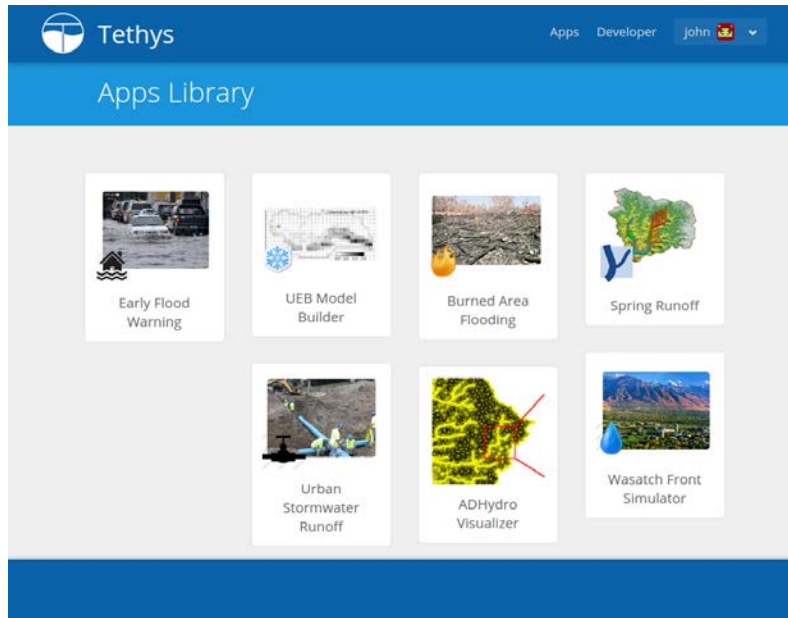 Tethys
Apps Developer john
Apps Library
Early Flood
Warning
UEB Model
Builder
Burned Area
Flooding
Spring Runoff
Urban
Stormwater
Runoff
ADHydro
Visualizer
Wasatch Front
Simulator